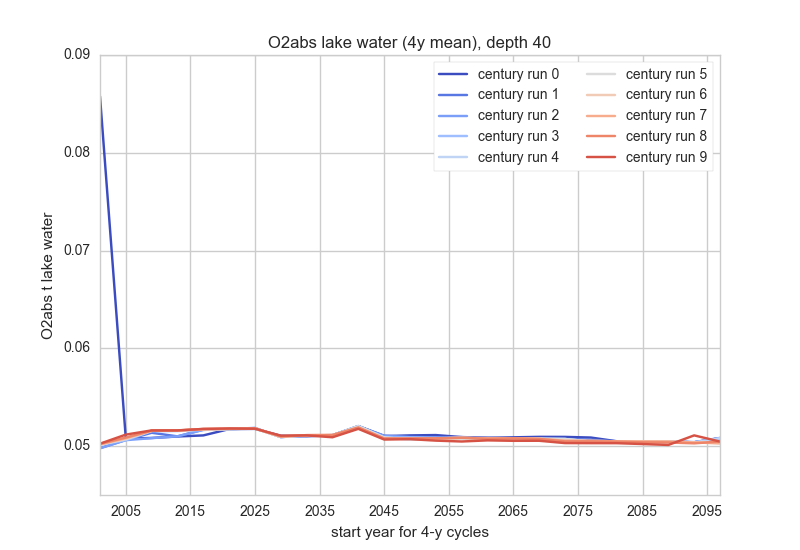 O2abs lake water (4y mean), depth 40
0.09
0.08
0.07
0.06
0.05
O2abs t lake water
century run 0
century run 1
century run 2
century run 3
century run 4
century run 5
century run 6
century run 7
century run 8
century run 9
2005 2015 2025 2035 2045 2055 2065 2075 2085 2095
start year for 4-y cycles